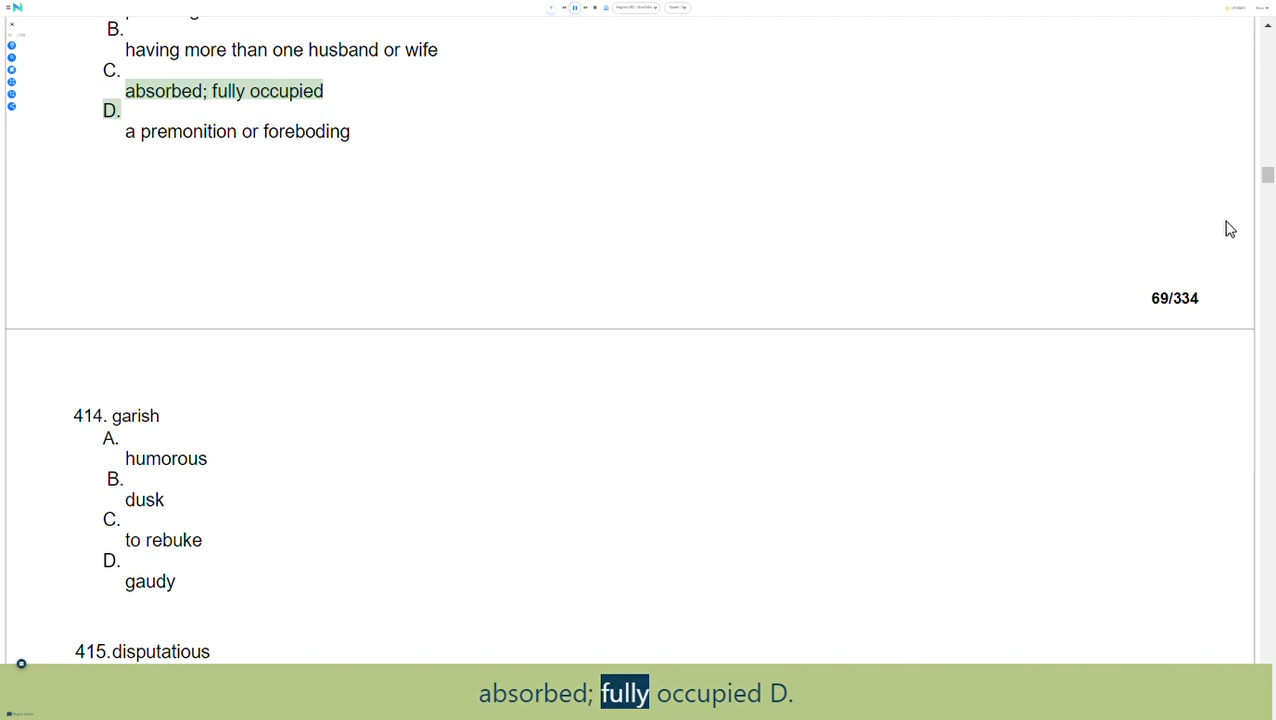 B.
having more than one husband or wife
C.
absorbed; fully occupied
D.
a premonition or foreboding
69/334
414. garish
A.
humorous
B.
dusk
C.
to rebuke
D.
gaudy
415.disputatious
absorbed; fully occupied D.